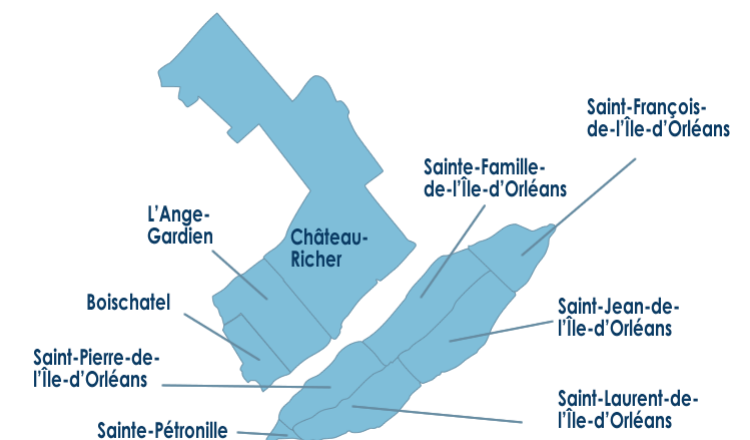 Saint-François-
de-l'Île-d'Orléans
Sainte-Famille-
de-l'Île-d'Orléans
L'Ange-
Gardien
Château-
Richer
Boischatel
Saint-Jean-de-
l'Île-d'Orléans
Saint-Pierre-de-
l'Île-d'Orléans
Saint-Laurent-de-
l'Île-d'Orléans
Sainte-Pétronille